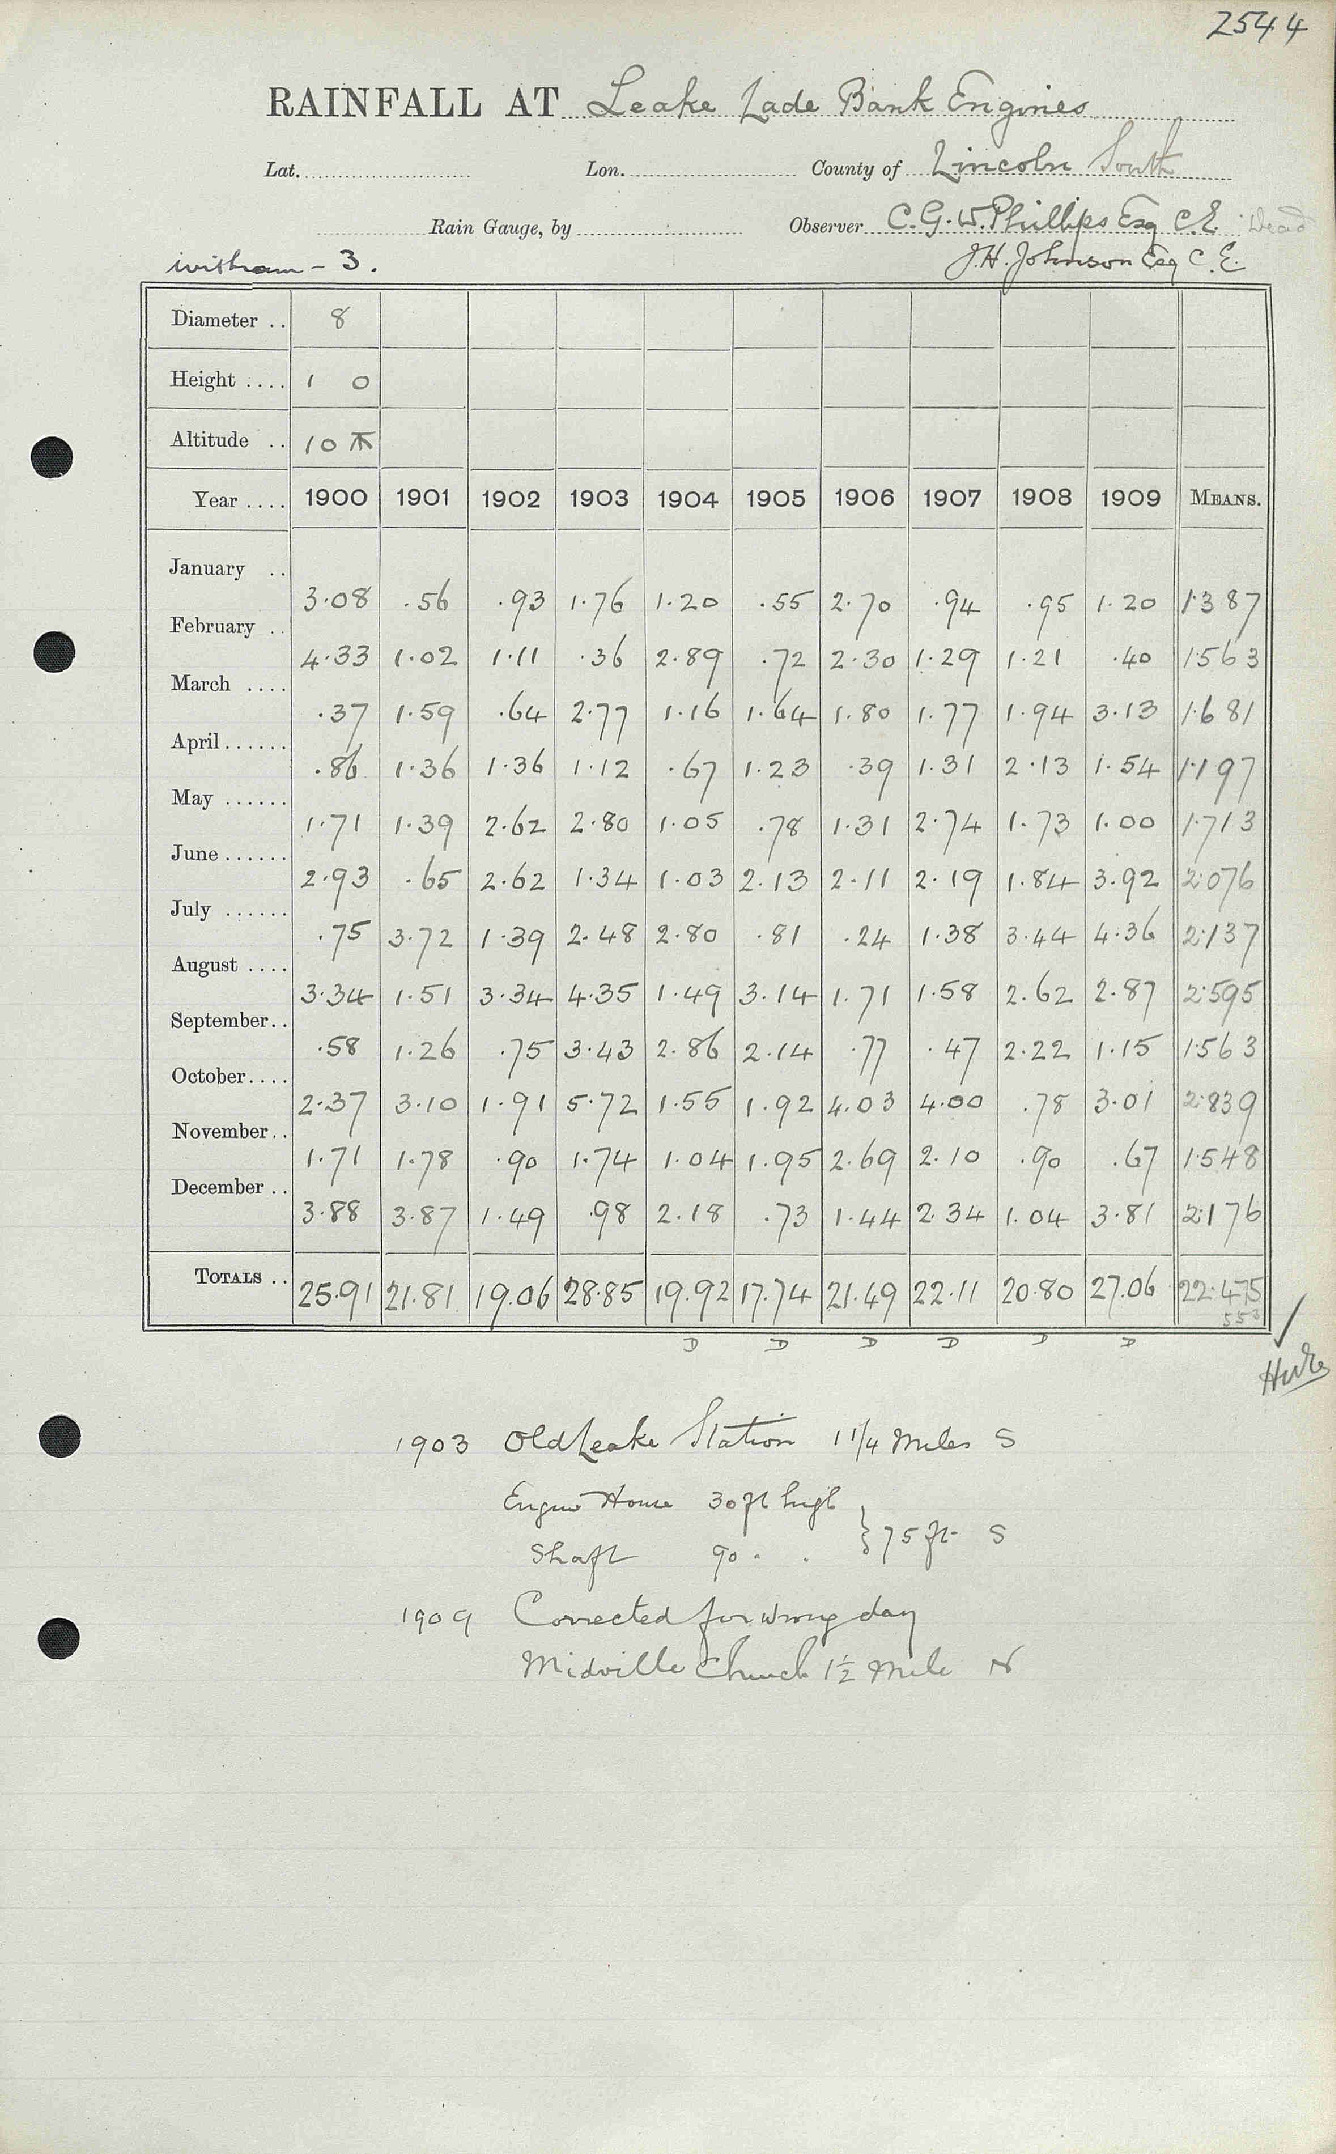 2544
RAINFALL AT Leake Lade Bank Engines
Lat. Lon. County of Lincoln South
Rain Gauge, by Observer C.G.W. Phillips Esq C.E. Dead
Witham - 3. J.H. Johnson Esq C.E.
Diameter .. 8
Height .... 1 0
Altitude .. 10
Year .... 1900 1901 1902 1903 1904 1905 1906 1907 1908 1909 MEANS.
January .. 3.08 .56 .93 1.76 1.20 .55 2.70 .94 .95 1.20 1.387
February .. 4.33 1.02 1.11 .36 2.89 .72 2.30 1.29 1.21 .40 1.563
March .... .37 1.59 .64 2.77 1.16 1.64 1.80 1.77 1.94 3.13 1.681
April ...... .86 1.36 1.36 1.12 .67 1.23 .39 1.31 2.13 1.54 1.197
May ...... 1.71 1.39 2.62 2.80 1.05 .78 1.31 2.74 1.73 1.00 1.713
June ...... 2.93 .65 2.62 1.34 1.03 2.13 2.11 2.19 1.84 3.92 2.076
July ...... .75 3.72 1.39 2.48 2.80 .81 .24 1.38 3.44 4.36 2.137
August .... 3.34 1.51 3.34 4.35 1.49 3.14 1.71 1.58 2.62 2.87 2.595
September.. .58 1.26 .75 3.43 2.86 2.14 .77 .47 2.22 1.15 1.563
October.... 2.37 3.10 1.91 5.72 1.55 1.92 4.03 4.00 .78 3.01 2.839
November.. 1.71 1.78 .90 1.74 1.04 1.95 2.69 2.10 .90 .67 1.548
December .. 3.88 3.87 1.49 .98 2.18 .73 1.44 2.34 1.04 3.81 2.176
TOTALS .. 25.91 21.81 19.06 28.85 19.92 17.74 21.49 22.11 20.80 27.06 22.475
553
D D D D D D
1903 Old Leake Station 1 1/4 Miles S
Engine House 30 ft high
Shaft 90 . . } 75 ft S
1909 Corrected for wrong day
Midville Church 1½ Mile N